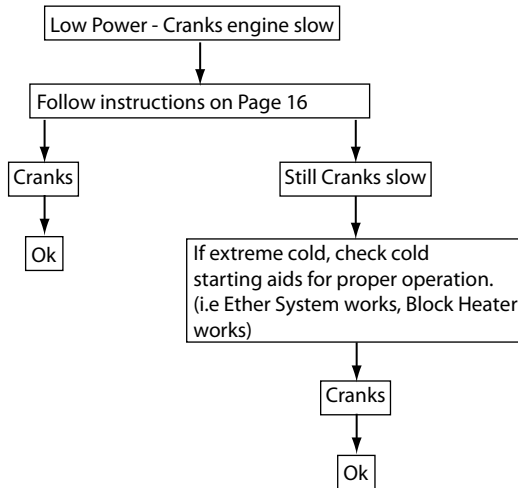 Low Power - Cranks engine slow
Follow instructions on Page 16
Cranks
Still Cranks slow
Ok
If extreme cold, check cold
starting aids for proper operation.
(i.e Ether System works, Block Heater
works)
Cranks
Ok